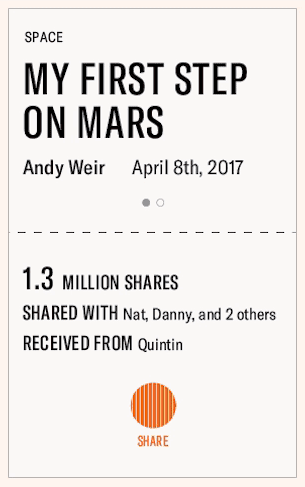 SPACE
MY FIRST STEP
ON MARS
Andy Weir April 8th, 2017
1.3 MILLION SHARES
SHARED WITH Nat, Danny, and 2 others
RECEIVED FROM Quintin
SHARE